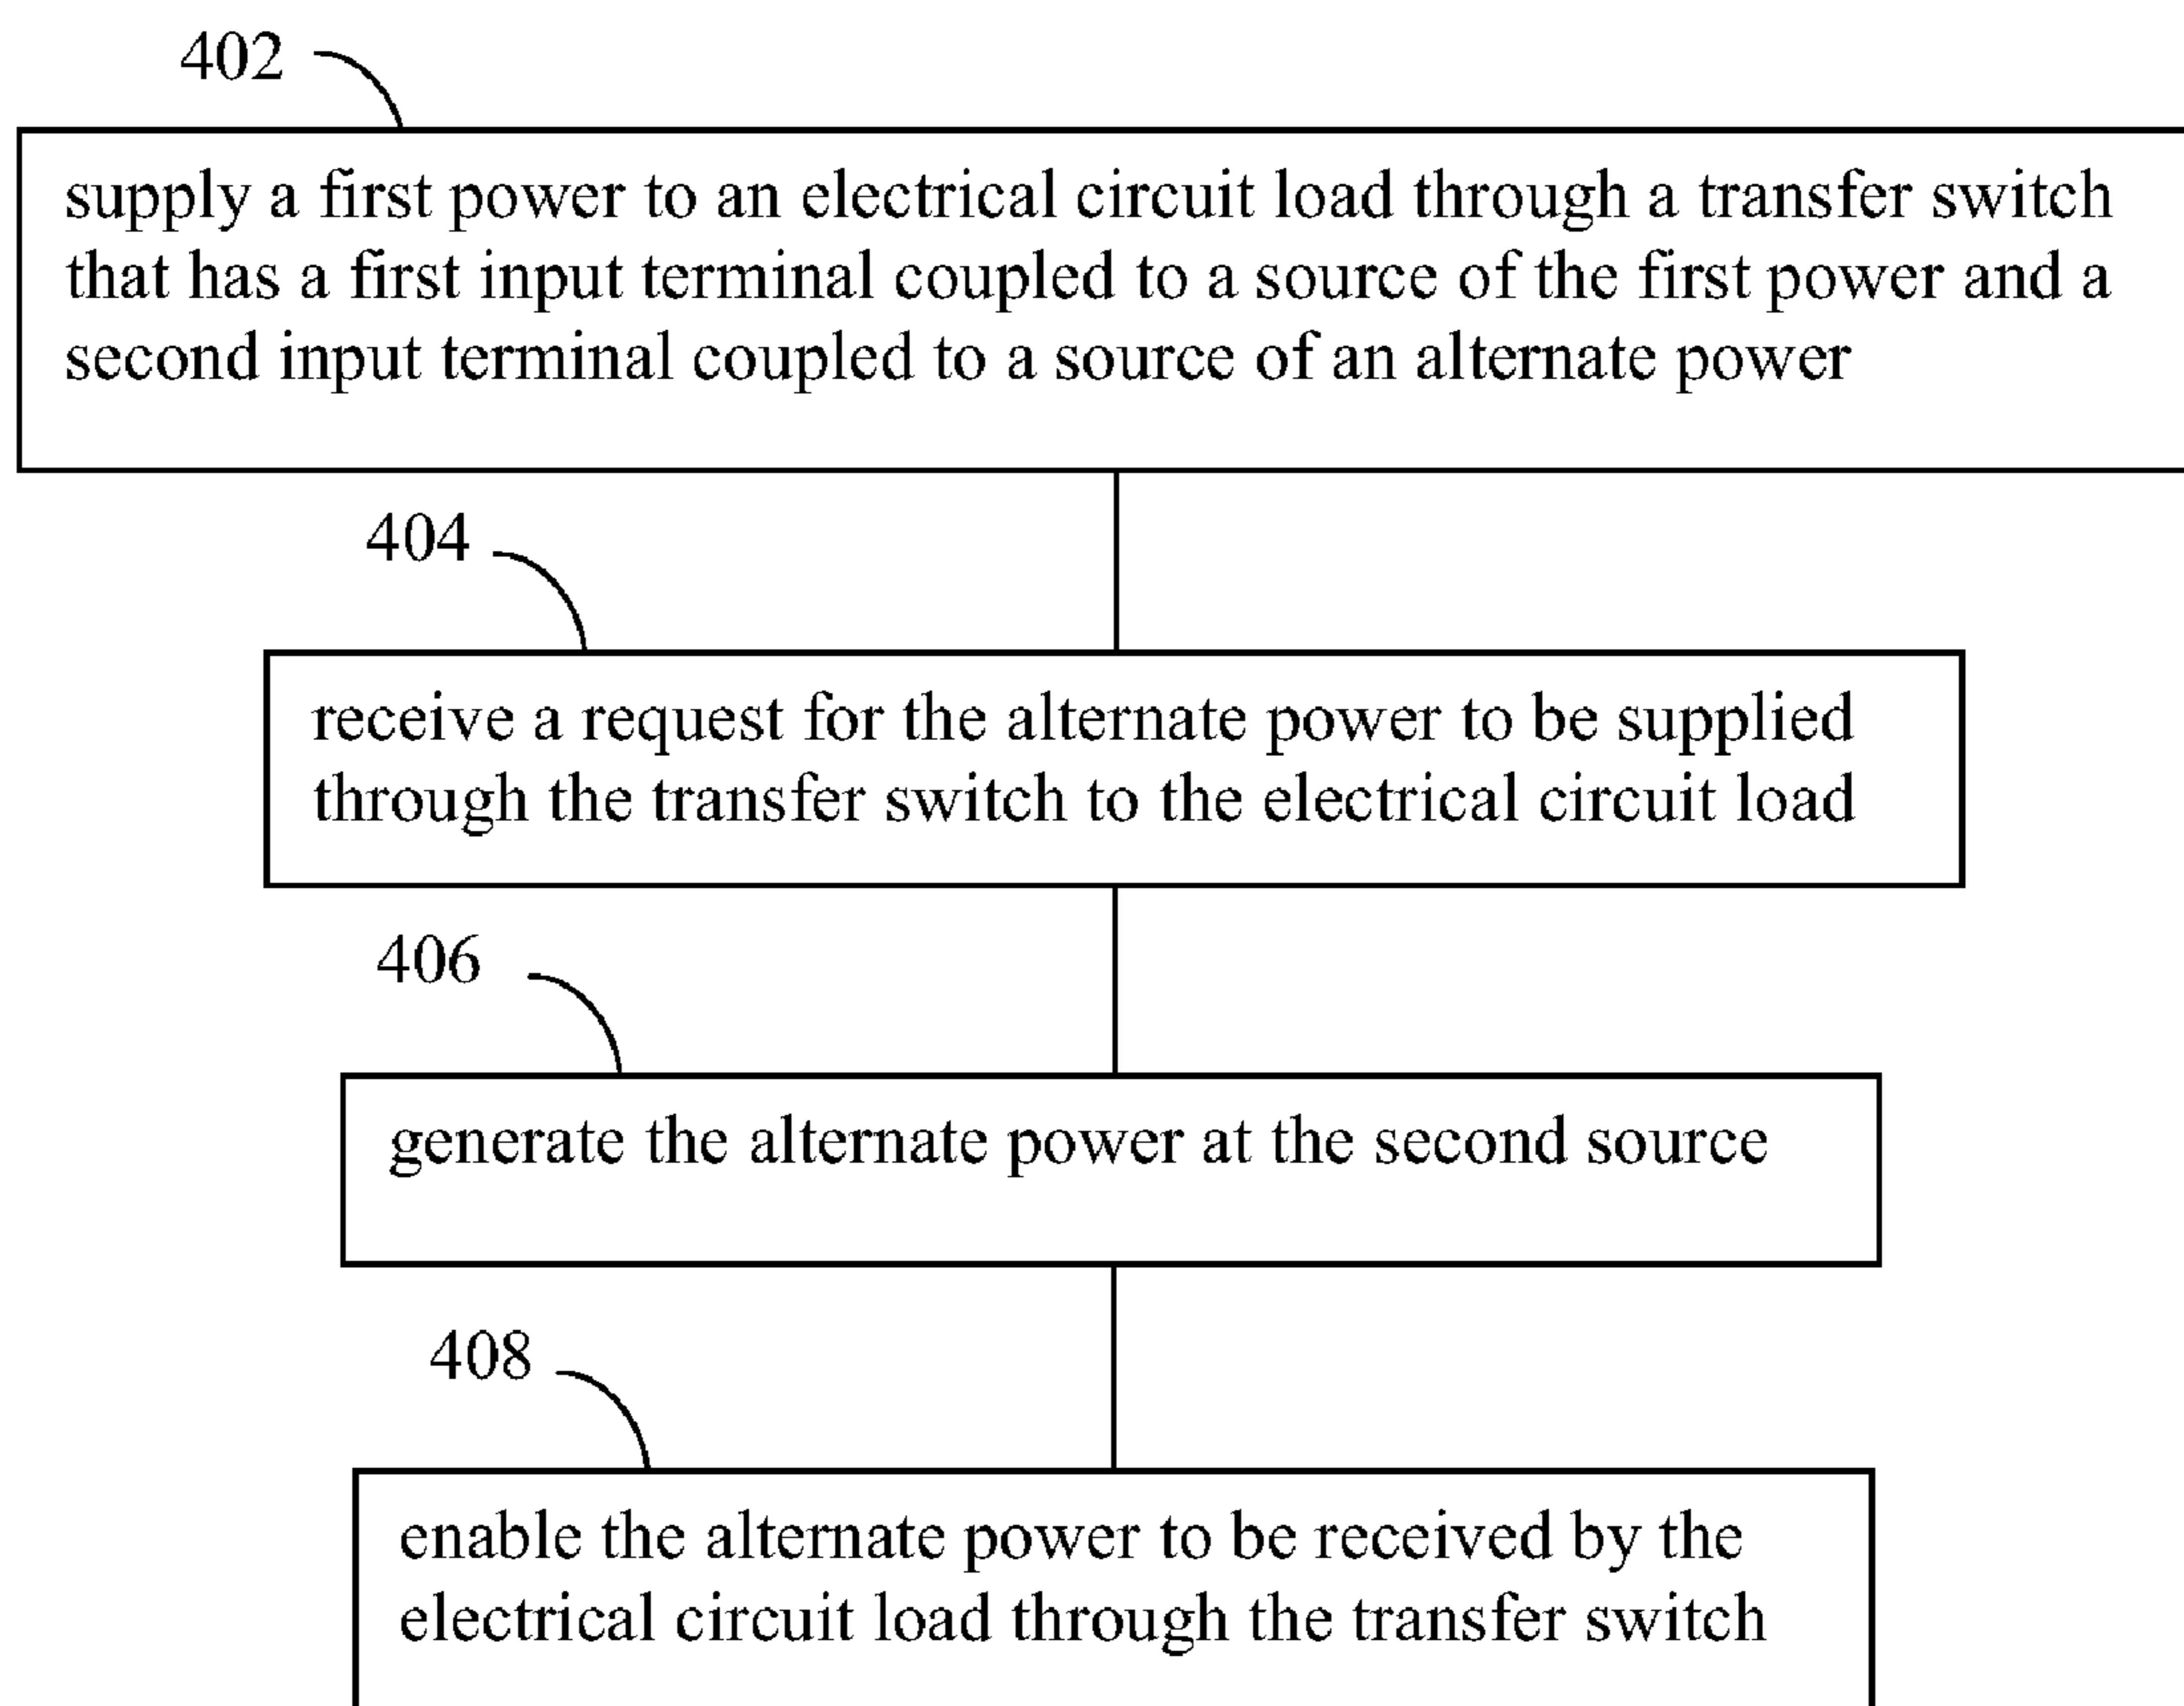 402
supply a first power to an electrical circuit load through a transfer switch
that has a first input terminal coupled to a source of the first power and a
second input terminal coupled to a source of an alternate power
404
receive a request for the alternate power to be supplied
through the transfer switch to the electrical circuit load
406
generate the alternate power at the second source
408
enable the alternate power to be received by the
electrical circuit load through the transfer switch